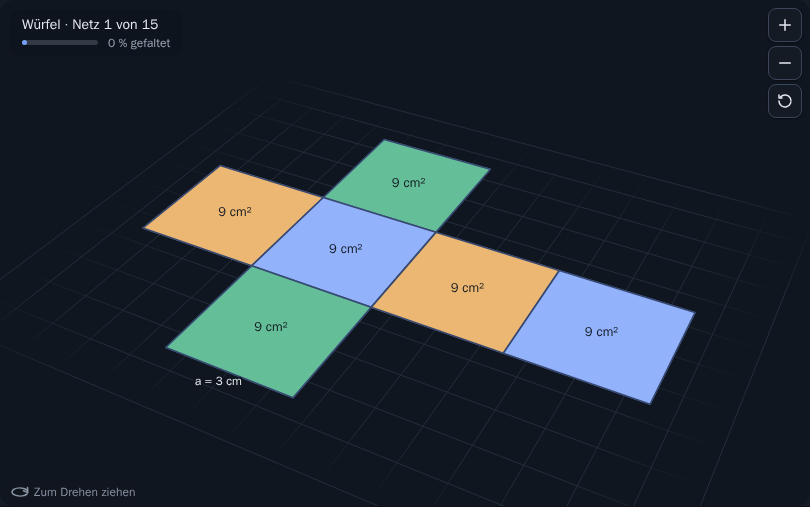 Würfel · Netz 1 von 15
0 % gefaltet
9 cm²
9 cm²
9 cm²
9 cm²
9 cm²
9 cm²
a = 3 cm
Zum Drehen ziehen